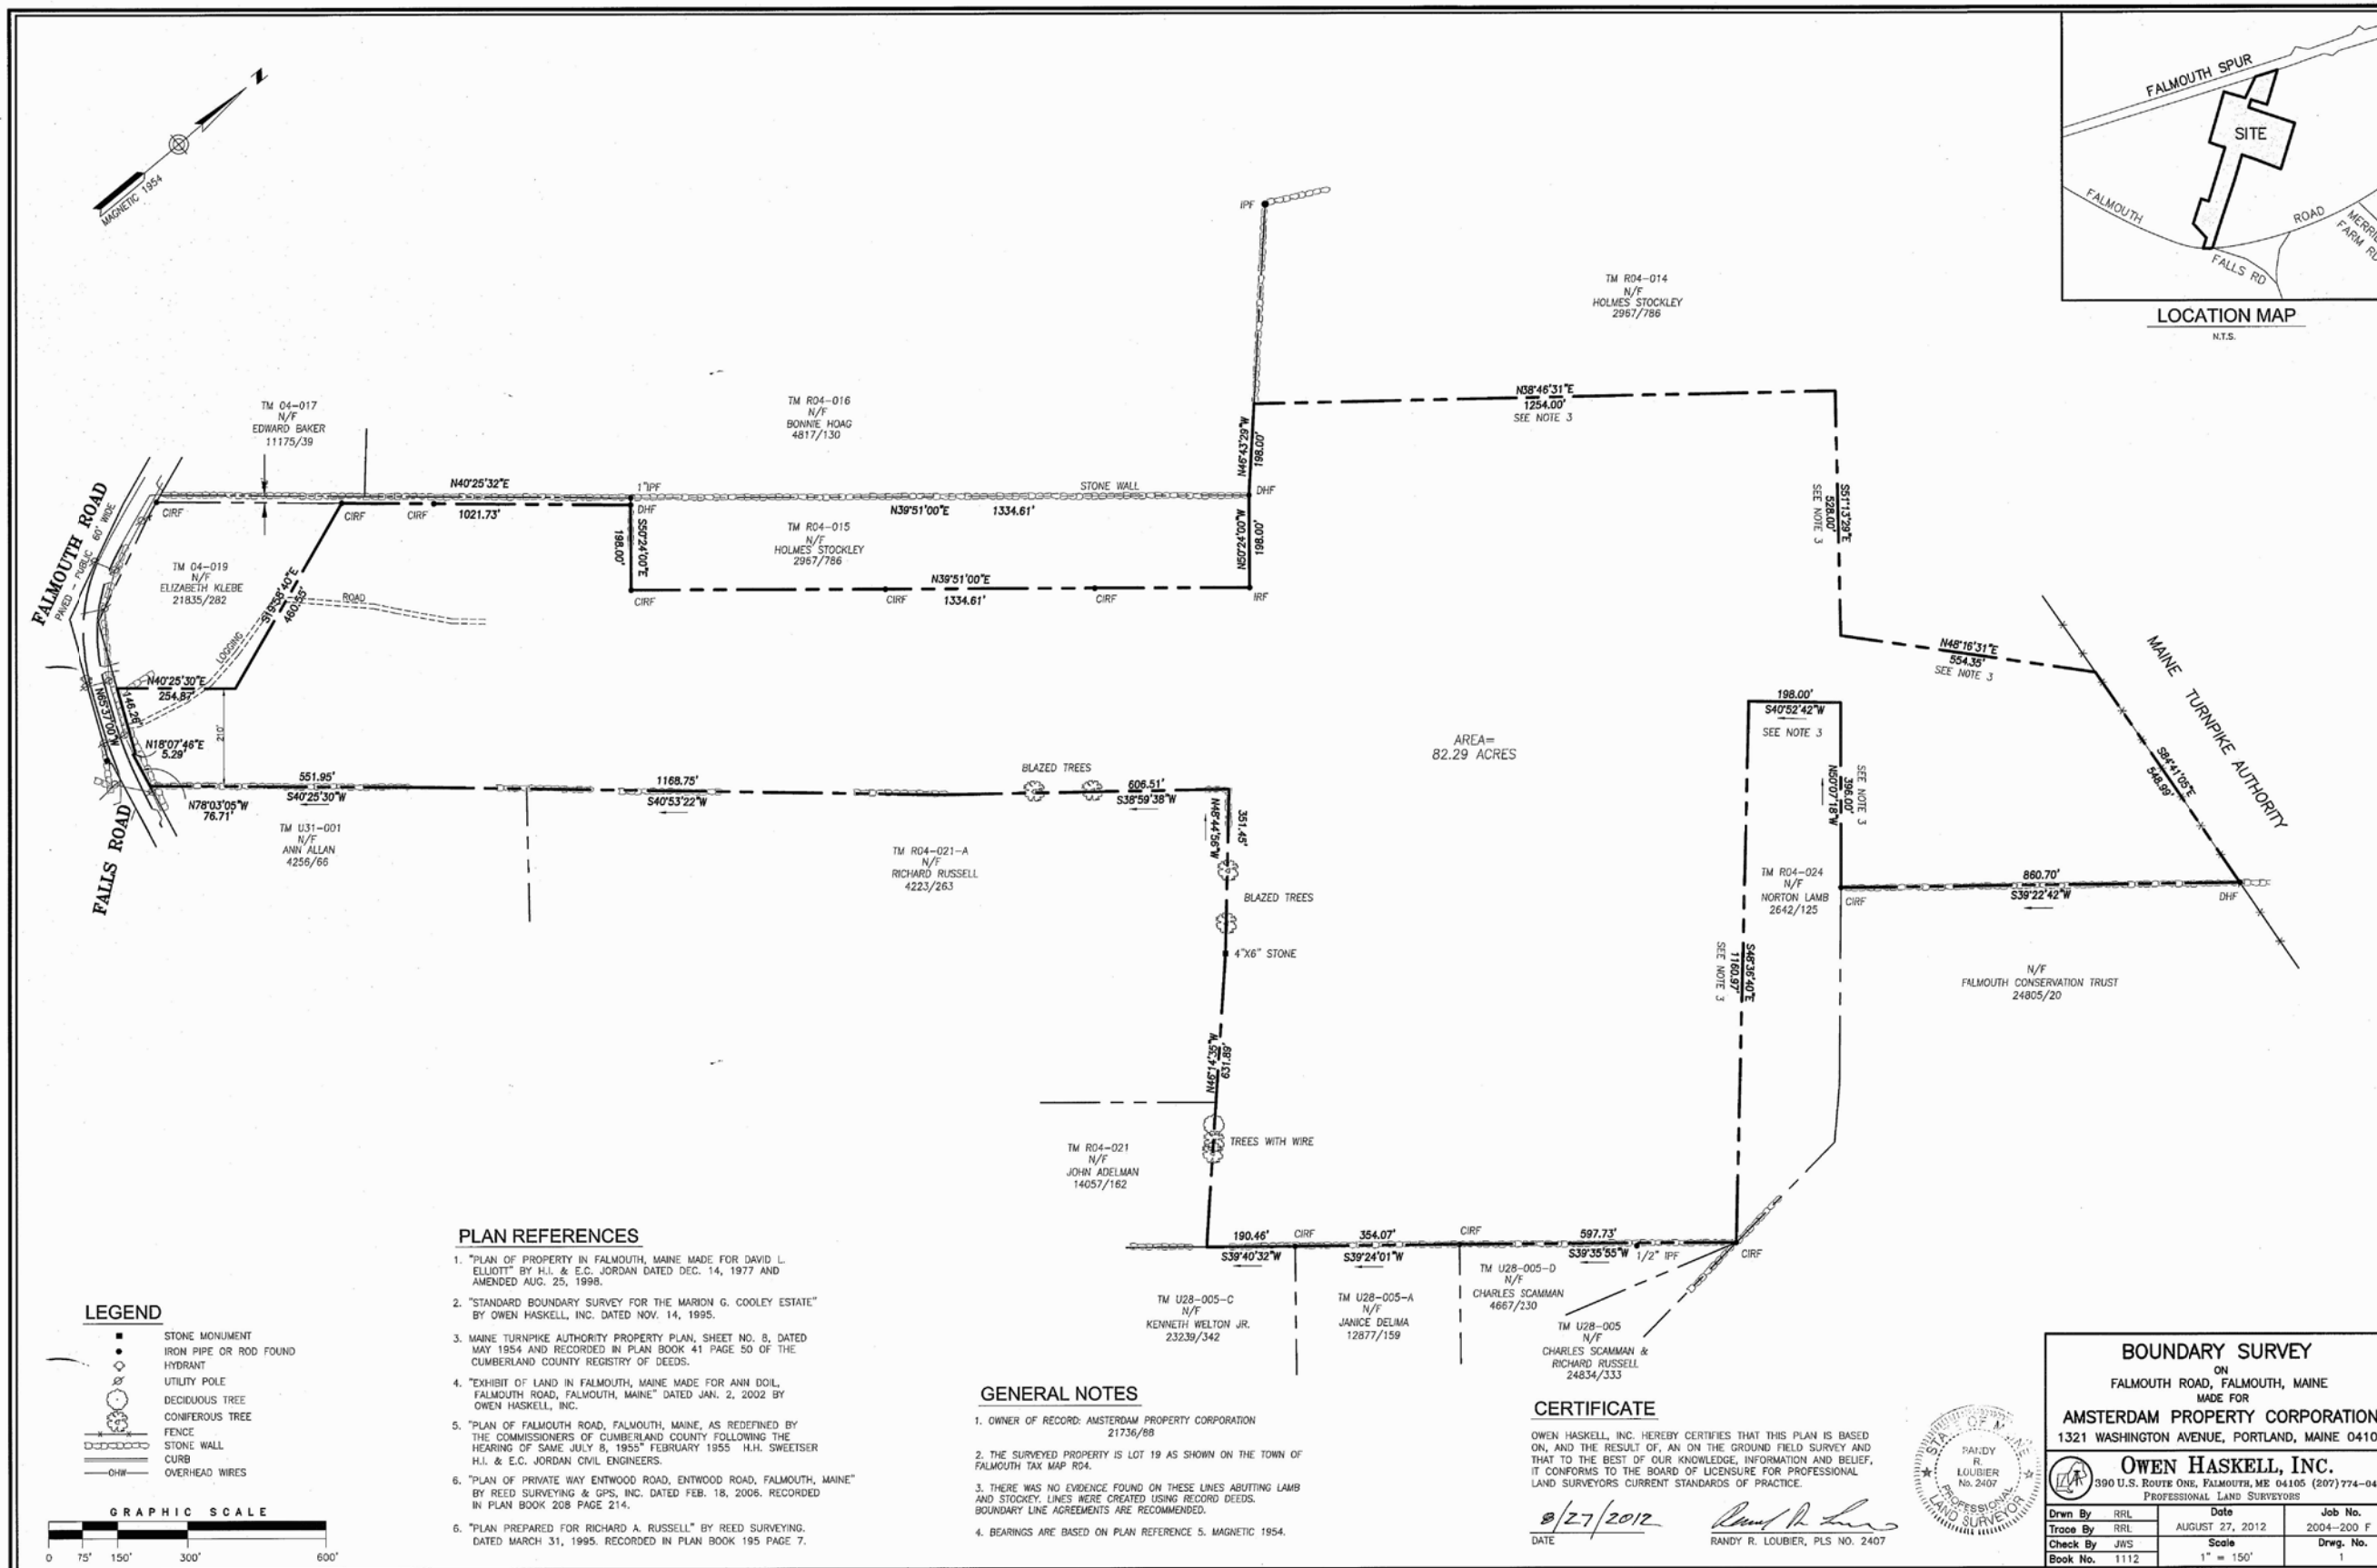 N
MAGNETIC 1954
FALMOUTH SPUR
SITE
FALMOUTH
ROAD
FARM RD
FALLS RD
LOCATION MAP
N.T.S.
IPF
TM R04-014
N/F
HOLMES STOCKLEY
2967/786
N38°46'31"E
1254.00'
SEE NOTE 3
TM 04-017
N/F
EDWARD BAKER
11175/39
TM R04-016
N/F
BONNIE HOAG
4817/130
N46°43'29"W
198.00'
S51°13'29"E
528.00'
SEE NOTE 3
FALMOUTH ROAD
PAVED - PUBLIC 60' WIDE
CIRF
CIRF
CIRF
N40°25'32"E
1021.73'
1"IPF
DHF
STONE WALL
DHF
N39°51'00"E 1334.61'
S50°24'00"E
198.00'
TM R04-015
N/F
HOLMES STOCKLEY
2967/786
N50°24'00"W
198.00'
TM 04-019
N/F
ELIZABETH KLEBE
21835/282
S19°58'40"E
460.55'
LOGGING
ROAD
CIRF
CIRF
N39°51'00"E
1334.61'
CIRF
IRF
N48°16'31"E
554.35'
SEE NOTE 3
MAINE TURNPIKE AUTHORITY
N40°25'30"E
254.87'
146.26'
N65°37'00"W
N18°07'46"E
5.29'
210'
198.00'
S40°52'42"W
SEE NOTE 3
AREA=
82.29 ACRES
SEE NOTE 3
396.00'
N50°07'18"W
S84°41'05"E
548.99'
551.95'
S40°25'30"W
N78°03'05"W
76.71'
1168.75'
S40°53'22"W
BLAZED TREES
606.51'
S38°59'38"W
N48°44'56"W
351.45'
FALLS ROAD
TM U31-001
N/F
ANN ALLAN
4256/66
TM R04-021-A
N/F
RICHARD RUSSELL
4223/263
BLAZED TREES
4"X6" STONE
TM R04-024
N/F
NORTON LAMB
2642/125
CIRF
860.70'
S39°22'42"W
DHF
S48°36'40"E
1160.97'
SEE NOTE 3
N/F
FALMOUTH CONSERVATION TRUST
24805/20
N46°14'35"W
631.89'
TREES WITH WIRE
TM R04-021
N/F
JOHN ADELMAN
14057/162
190.46'
S39°40'32"W
CIRF
354.07'
S39°24'01"W
CIRF
597.73'
S39°35'55"W
1/2" IPF
CIRF
TM U28-005-C
N/F
KENNETH WELTON JR.
23239/342
TM U28-005-A
N/F
JANICE DELIMA
12877/159
TM U28-005-D
N/F
CHARLES SCAMMAN
4667/230
TM U28-005
N/F
CHARLES SCAMMAN &
RICHARD RUSSELL
24834/333
LEGEND
STONE MONUMENT
IRON PIPE OR ROD FOUND
HYDRANT
UTILITY POLE
DECIDUOUS TREE
CONIFEROUS TREE
FENCE
STONE WALL
CURB
OHW OVERHEAD WIRES
GRAPHIC SCALE
0 75' 150' 300' 600'
PLAN REFERENCES
1. "PLAN OF PROPERTY IN FALMOUTH, MAINE MADE FOR DAVID L.
ELLIOTT" BY H.I. & E.C. JORDAN DATED DEC. 14, 1977 AND
AMENDED AUG. 25, 1998.
2. "STANDARD BOUNDARY SURVEY FOR THE MARION G. COOLEY ESTATE"
BY OWEN HASKELL, INC. DATED NOV. 14, 1995.
3. MAINE TURNPIKE AUTHORITY PROPERTY PLAN, SHEET NO. 8, DATED
MAY 1954 AND RECORDED IN PLAN BOOK 41 PAGE 50 OF THE
CUMBERLAND COUNTY REGISTRY OF DEEDS.
4. "EXHIBIT OF LAND IN FALMOUTH, MAINE MADE FOR ANN DOIL,
FALMOUTH ROAD, FALMOUTH, MAINE" DATED JAN. 2, 2002 BY
OWEN HASKELL, INC.
5. "PLAN OF FALMOUTH ROAD, FALMOUTH, MAINE, AS REDEFINED BY
THE COMMISSIONERS OF CUMBERLAND COUNTY FOLLOWING THE
HEARING OF SAME JULY 8, 1955" FEBRUARY 1955 H.H. SWEETSER
H.I. & E.C. JORDAN CIVIL ENGINEERS.
6. "PLAN OF PRIVATE WAY ENTWOOD ROAD, ENTWOOD ROAD, FALMOUTH, MAINE"
BY REED SURVEYING & GPS, INC. DATED FEB. 18, 2006. RECORDED
IN PLAN BOOK 208 PAGE 214.
6. "PLAN PREPARED FOR RICHARD A. RUSSELL" BY REED SURVEYING.
DATED MARCH 31, 1995. RECORDED IN PLAN BOOK 195 PAGE 7.
GENERAL NOTES
1. OWNER OF RECORD: AMSTERDAM PROPERTY CORPORATION
21736/88
2. THE SURVEYED PROPERTY IS LOT 19 AS SHOWN ON THE TOWN OF
FALMOUTH TAX MAP R04.
3. THERE WAS NO EVIDENCE FOUND ON THESE LINES ABUTTING LAMB
AND STOCKEY. LINES WERE CREATED USING RECORD DEEDS.
BOUNDARY LINE AGREEMENTS ARE RECOMMENDED.
4. BEARINGS ARE BASED ON PLAN REFERENCE 5. MAGNETIC 1954.
CERTIFICATE
OWEN HASKELL, INC. HEREBY CERTIFIES THAT THIS PLAN IS BASED
ON, AND THE RESULT OF, AN ON THE GROUND FIELD SURVEY AND
THAT TO THE BEST OF OUR KNOWLEDGE, INFORMATION AND BELIEF,
IT CONFORMS TO THE BOARD OF LICENSURE FOR PROFESSIONAL
LAND SURVEYORS CURRENT STANDARDS OF PRACTICE.
8/27/2012
DATE
RANDY R. LOUBIER, PLS NO. 2407
STATE OF MAINE
RANDY
R.
LOUBIER
No. 2407
PROFESSIONAL
LAND SURVEYOR
BOUNDARY SURVEY
ON
FALMOUTH ROAD, FALMOUTH, MAINE
MADE FOR
AMSTERDAM PROPERTY CORPORATION
1321 WASHINGTON AVENUE, PORTLAND, MAINE 0410
OWEN HASKELL, INC.
390 U.S. ROUTE ONE, FALMOUTH, ME 04105 (207)774-04
PROFESSIONAL LAND SURVEYORS
Drwn By RRL Date Job No.
Trace By RRL AUGUST 27, 2012 2004-200 F
Check By JWS Scale Drwg. No.
Book No. 1112 1" = 150' 1